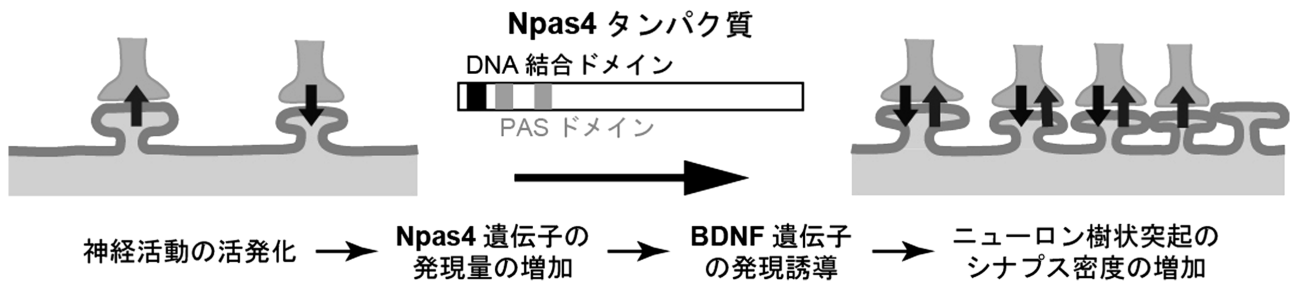 Npas4 タンパク質
DNA 結合ドメイン
PAS ドメイン
神経活動の活発化
Npas4 遺伝子の
発現量の増加
BDNF 遺伝子
の発現誘導
ニューロン樹状突起の
シナプス密度の増加